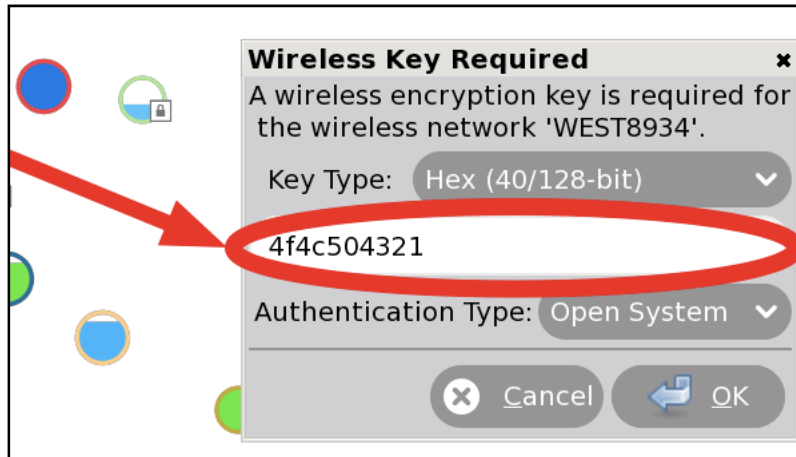 Wireless Key Required
A wireless encryption key is required for
the wireless network 'WEST8934'.
Key Type: Hex (40/128-bit)
4f4c504321
Authentication Type: Open System
Cancel OK